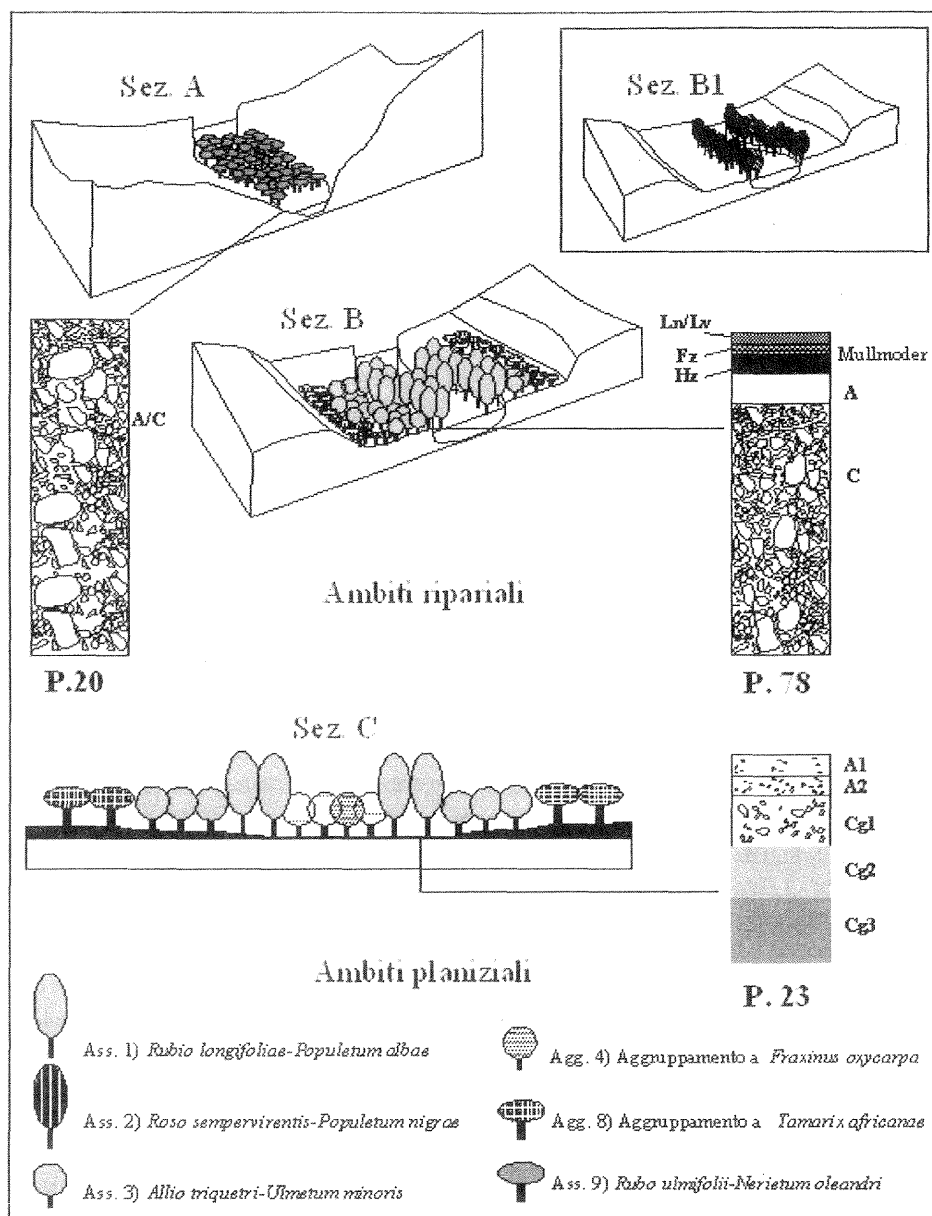 Sez. A
Sez. B1
Sez. B
Ln/Lv
Fz
Hz
Mullmoder
A
A/C
C
Ambiti ripariali
P.20
P. 78
Sez. C
A1
A2
Cg1
Cg2
Cg3
Ambiti planiziali
P. 23
Ass. 1) Rubio longifoliae-Populetum albae
Agg. 4) Aggruppamento a Fraxinus oxycarpa
Ass. 2) Roso sempervirentis-Populetum nigrae
Agg. 8) Aggruppamento a Tamarix africanae
Ass. 3) Allio triquetri-Ulmetum minoris
Ass. 9) Rubo ulmifolii-Nerietum oleandri